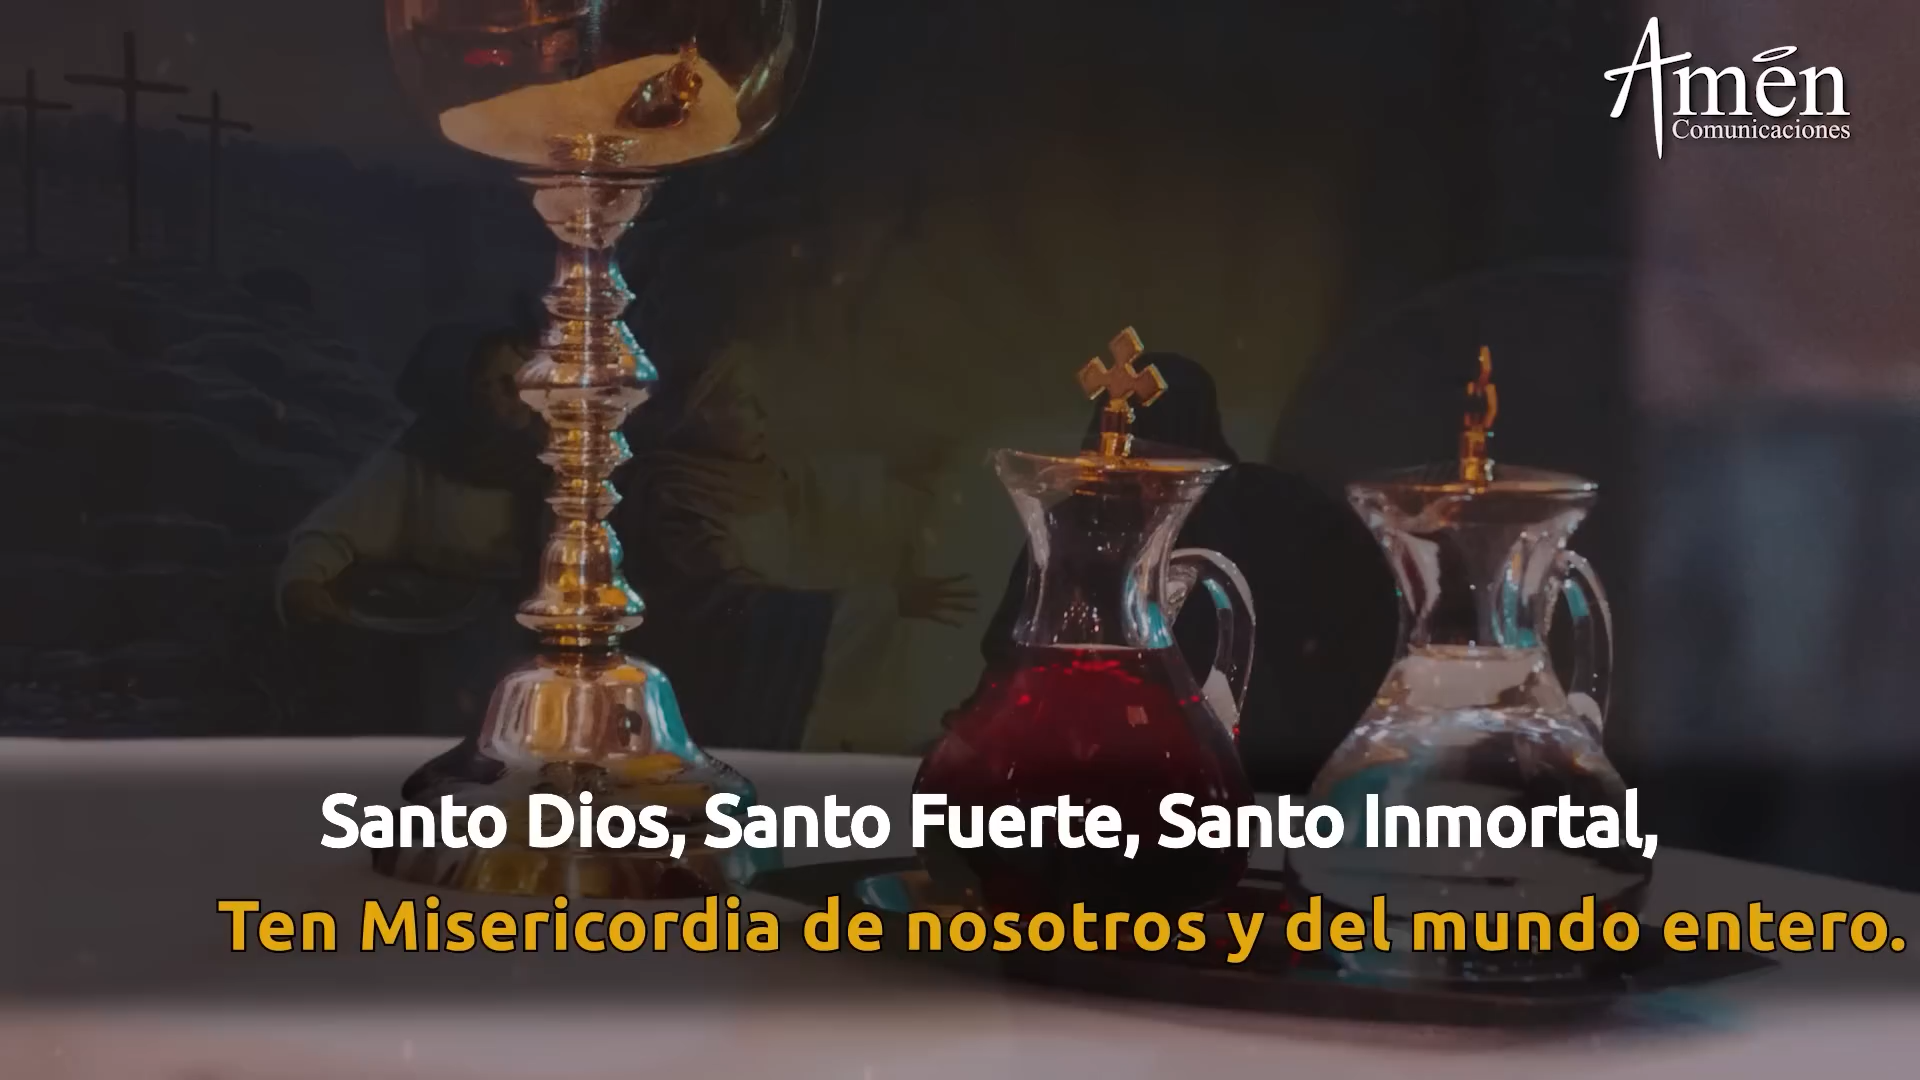 Amén
Comunicaciones
Santo Dios, Santo Fuerte, Santo Inmortal,
Ten Misericordia de nosotros y del mundo entero.